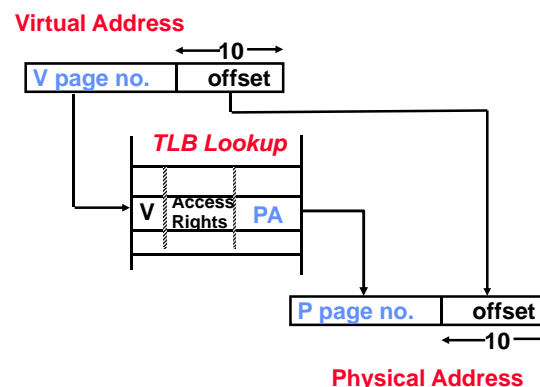 Virtual Address
10
V page no. offset
TLB Lookup
V Access Rights PA
P page no. offset
10
Physical Address